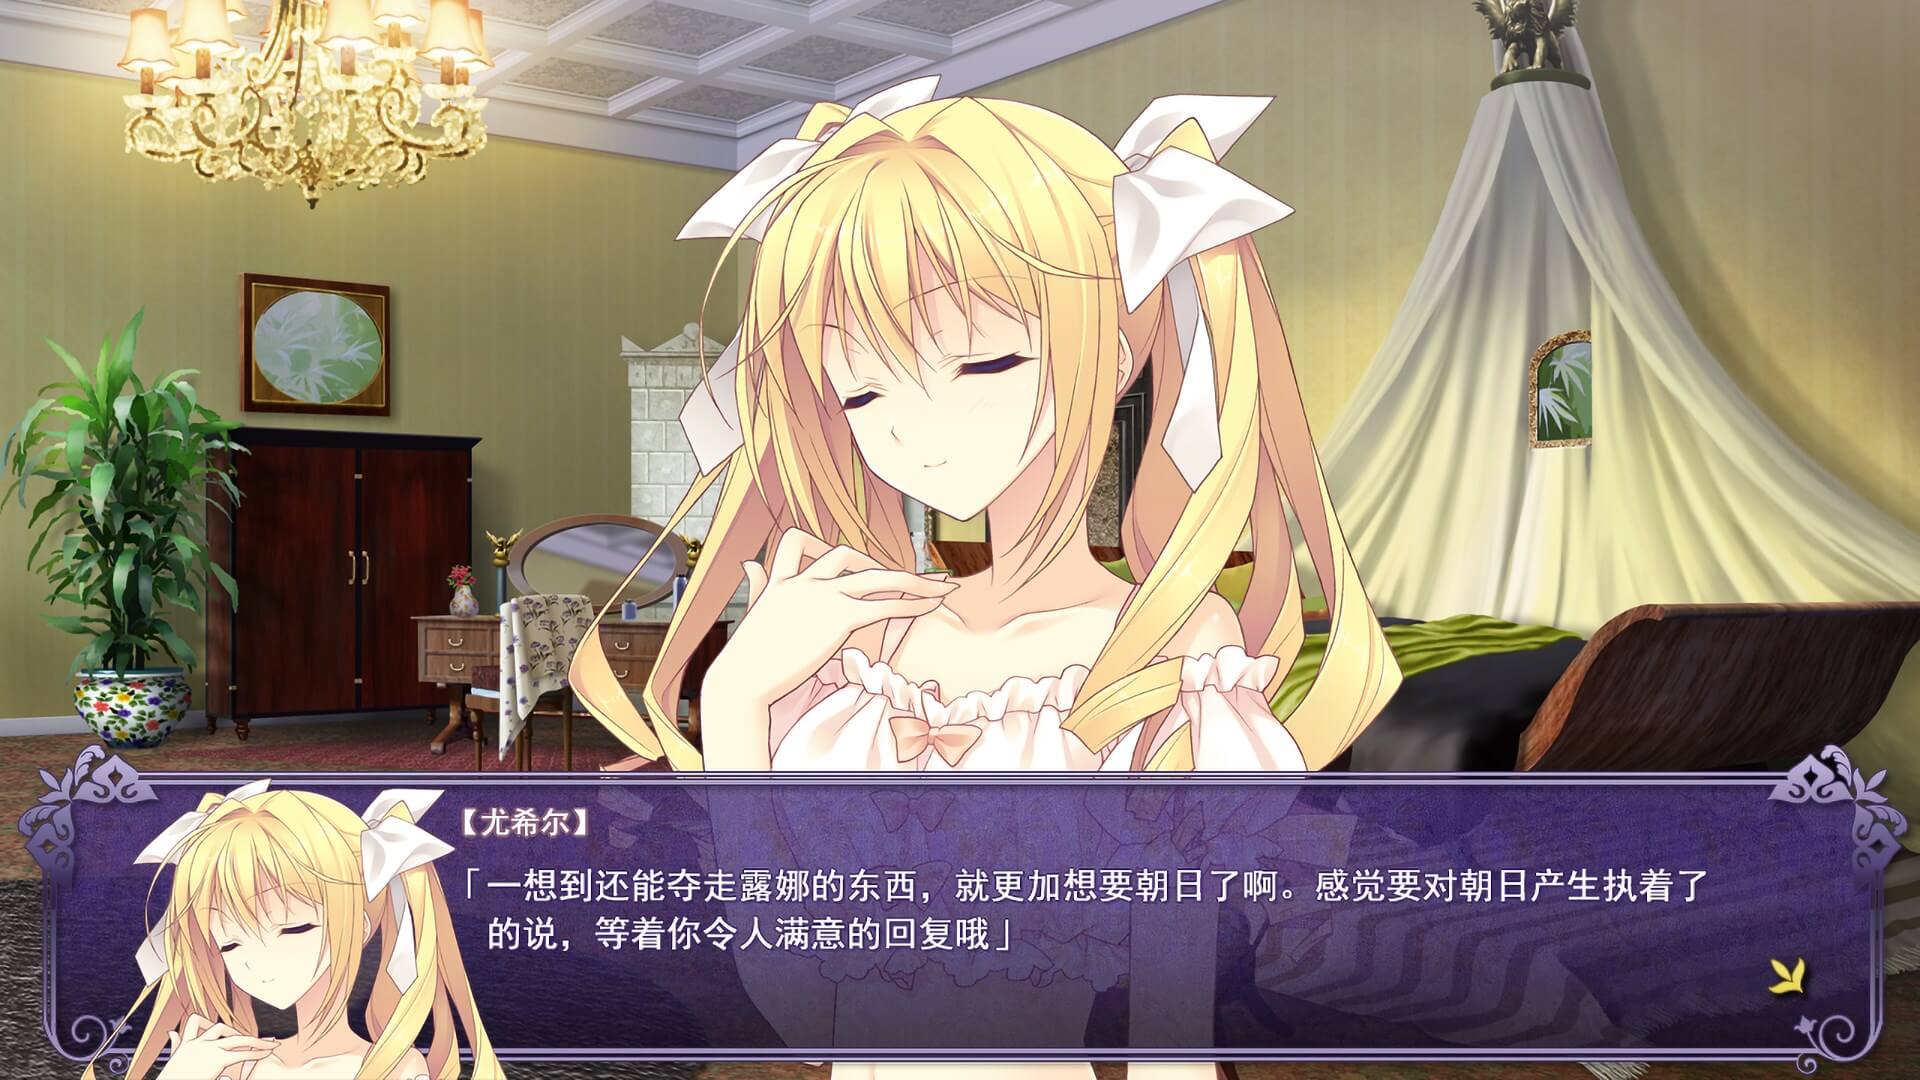 【尤希尔】
「一想到还能夺走露娜的东西，就更加想要朝日了啊。感觉要对朝日产生执着了
的说，等着你令人满意的回复哦」